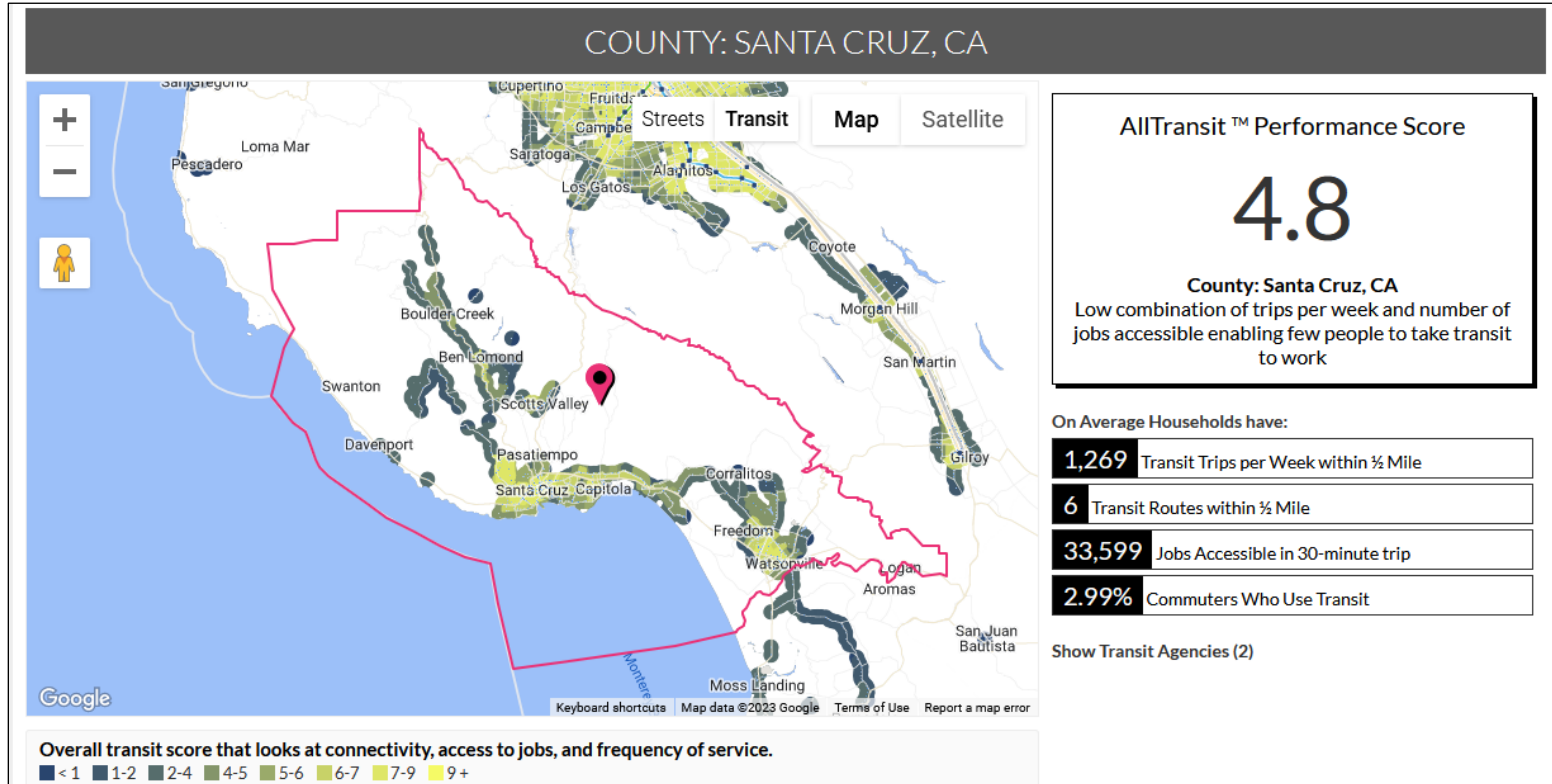 COUNTY: SANTA CRUZ, CA
San Gregorio
Cupertino
Fruitda
+
Streets
Transit
Map
Satellite
Campbe
Loma Mar
Saratoga
Pescadero
−
Alamitos
Los Gatos
Coyote
Boulder Creek
Morgan Hill
Ben Lomond
San Martin
Swanton
Scotts Valley
Davenport
Pasatiempo
Gilroy
Corralitos
Santa Cruz
Capitola
Freedom
Watsonville
Logan
Aromas
San Juan
Bautista
Montere
Moss Landing
Google
Keyboard shortcuts
Map data ©2023 Google
Terms of Use
Report a map error
Overall transit score that looks at connectivity, access to jobs, and frequency of service.
< 1 1-2 2-4 4-5 5-6 6-7 7-9 9 +
AllTransit ™ Performance Score
4.8
County: Santa Cruz, CA
Low combination of trips per week and number of
jobs accessible enabling few people to take transit
to work
On Average Households have:
1,269 Transit Trips per Week within ½ Mile
6 Transit Routes within ½ Mile
33,599 Jobs Accessible in 30-minute trip
2.99% Commuters Who Use Transit
Show Transit Agencies (2)